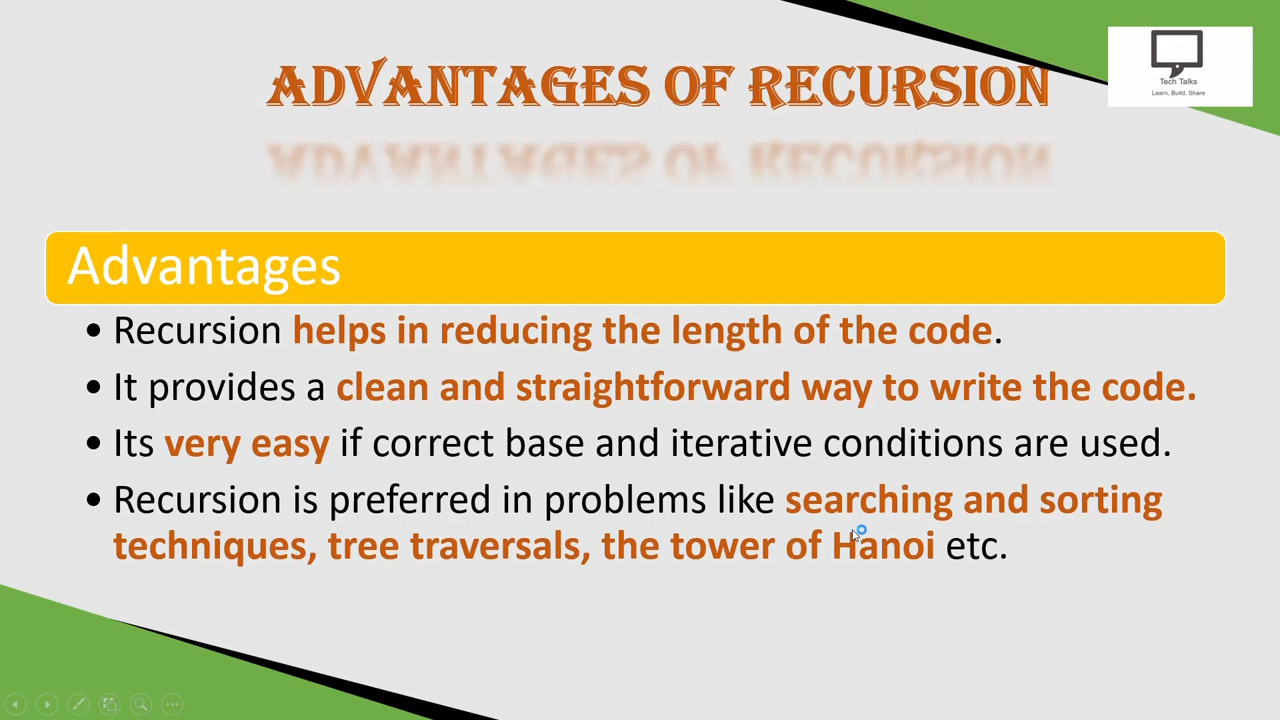 ADVANTAGES OF RECURSION
Tech Talks
Learn, Build, Share
Advantages
• Recursion helps in reducing the length of the code.
• It provides a clean and straightforward way to write the code.
• Its very easy if correct base and iterative conditions are used.
• Recursion is preferred in problems like searching and sorting
techniques, tree traversals, the tower of Hanoi etc.